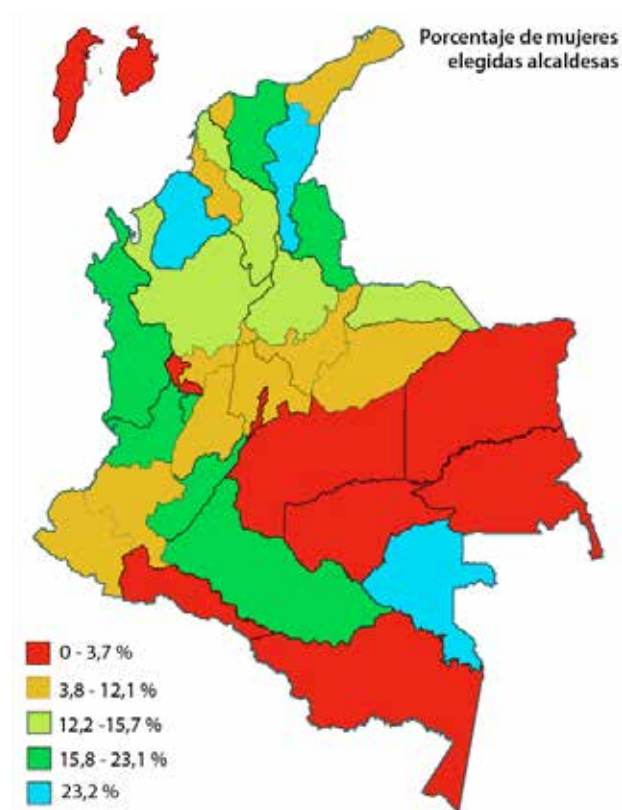 Porcentaje de mujeres
elegidas alcaldesas
0 - 3,7 %
3,8 - 12,1 %
12,2 -15,7 %
15,8 - 23,1 %
23,2 %